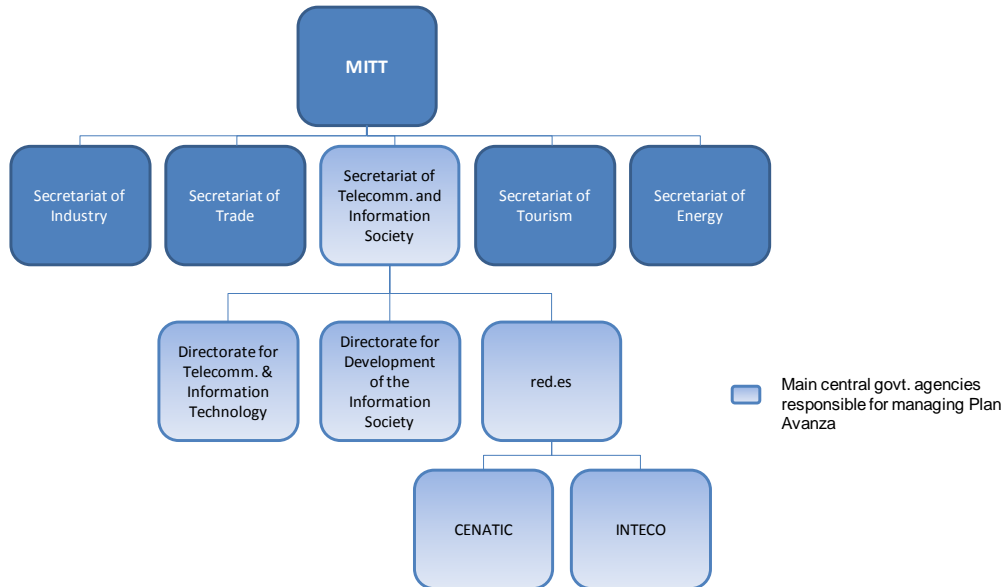 MITT
Secretariat of
Industry
Secretariat of
Trade
Secretariat of
Telecomm. and
Information
Society
Secretariat of
Tourism
Secretariat of
Energy
Directorate for
Telecomm. &
Information
Technology
Directorate for
Development
of the
Information
Society
red.es
Main central govt. agencies
responsible for managing Plan
Avanza
CENATIC
INTECO